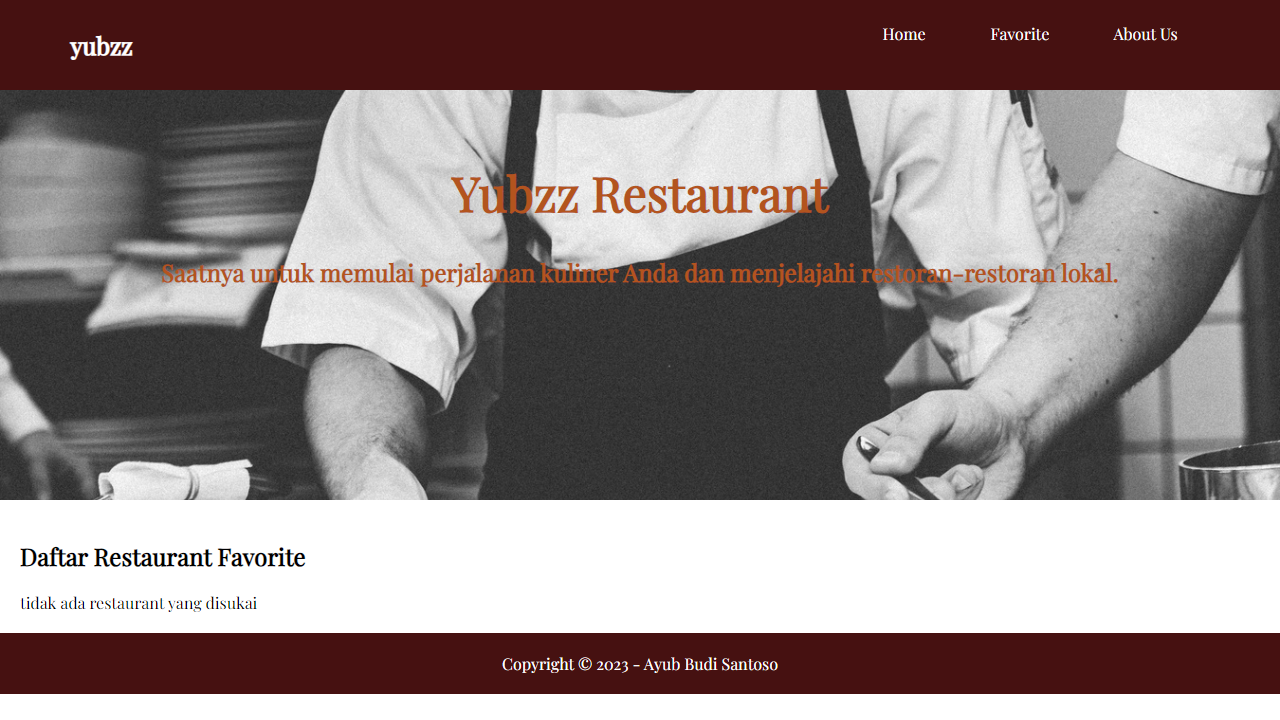 yubzz
Home
Favorite
About Us
Yubzz Restaurant
Saatnya untuk memulai perjalanan kuliner Anda dan menjelajahi restoran-restoran lokal.
Daftar Restaurant Favorite
tidak ada restaurant yang disukai
Copyright © 2023 - Ayub Budi Santoso